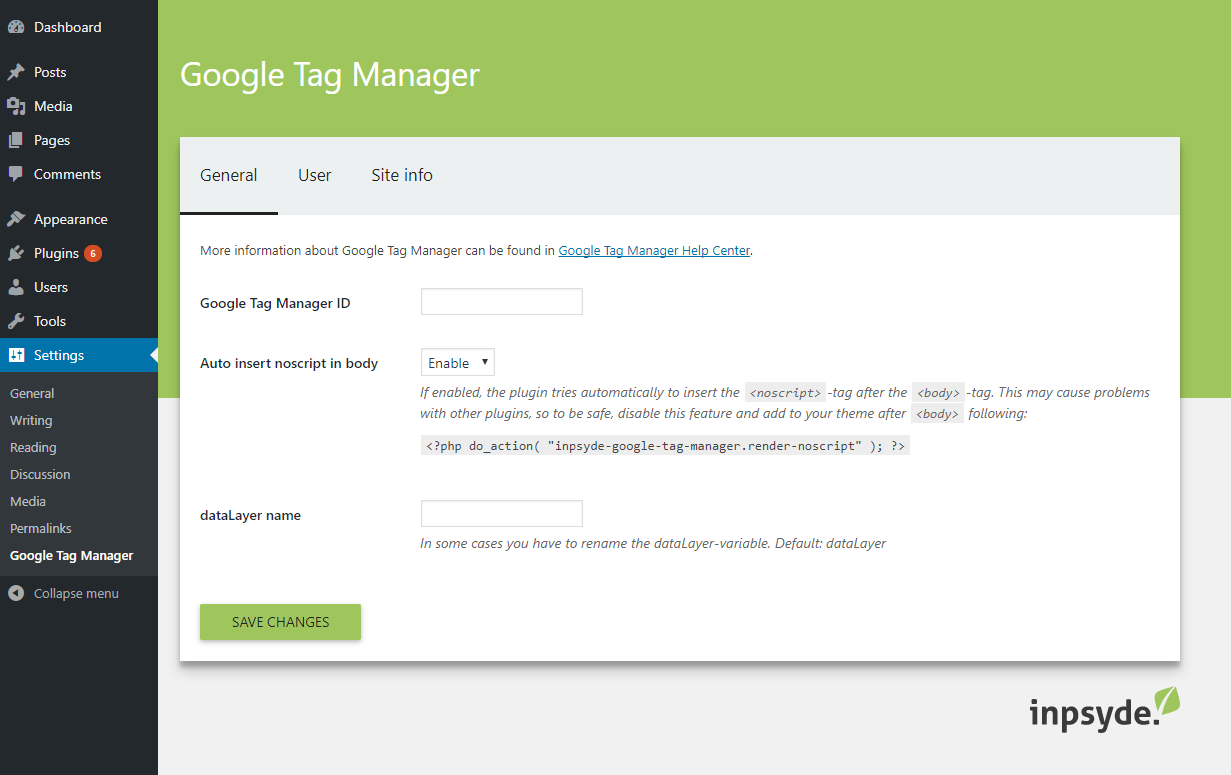 Dashboard
Posts
Media
Pages
Comments
Appearance
Plugins 6
Users
Tools
Settings
General
Writing
Reading
Discussion
Media
Permalinks
Google Tag Manager
Collapse menu
Google Tag Manager
General User Site info
More information about Google Tag Manager can be found in Google Tag Manager Help Center.
Google Tag Manager ID
Auto insert noscript in body Enable
If enabled, the plugin tries automatically to insert the <noscript> -tag after the <body> -tag. This may cause problems
with other plugins, so to be safe, disable this feature and add to your theme after <body> following:
<?php do_action( "inpsyde-google-tag-manager.render-noscript" ); ?>
dataLayer name
In some cases you have to rename the dataLayer-variable. Default: dataLayer
SAVE CHANGES
inpsyde.